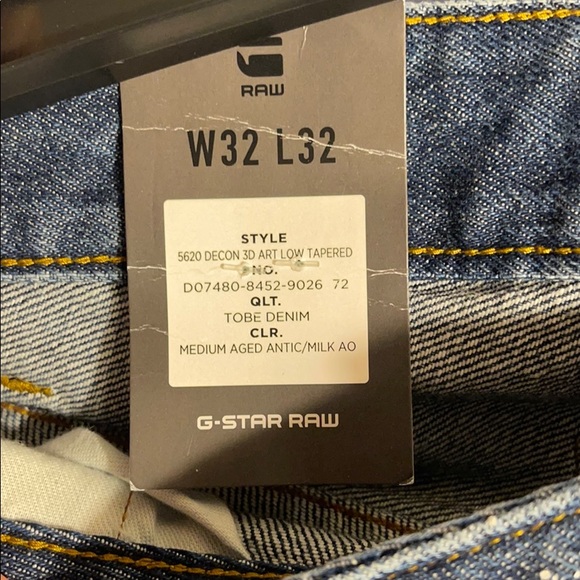 RAW
W32 L32
STYLE
5620 DECON 3D ART LOW TAPERED
NO.
D07480-8452-9026 72
QLT.
TOBE DENIM
CLR.
MEDIUM AGED ANTIC/MILK AO
G-STAR RAW